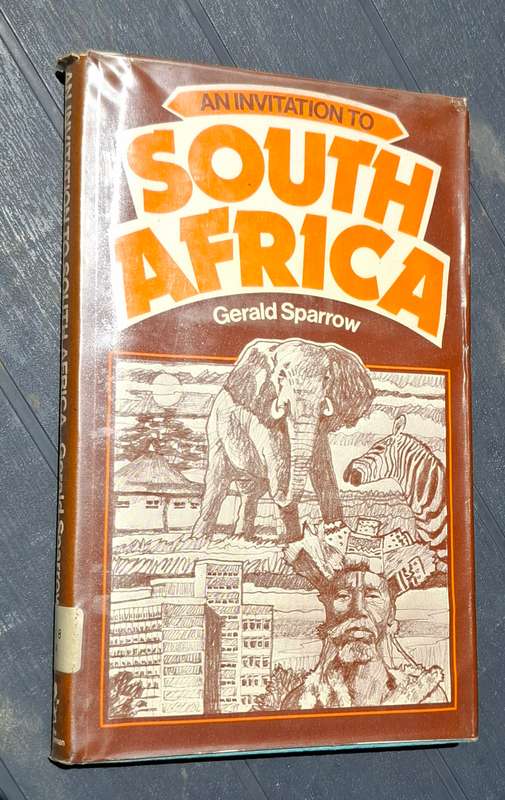 AN INVITATION TO
SOUTH
AFRICA
Gerald Sparrow
AN INVITATION TO SOUTH AFRICA Gerald Sparrow